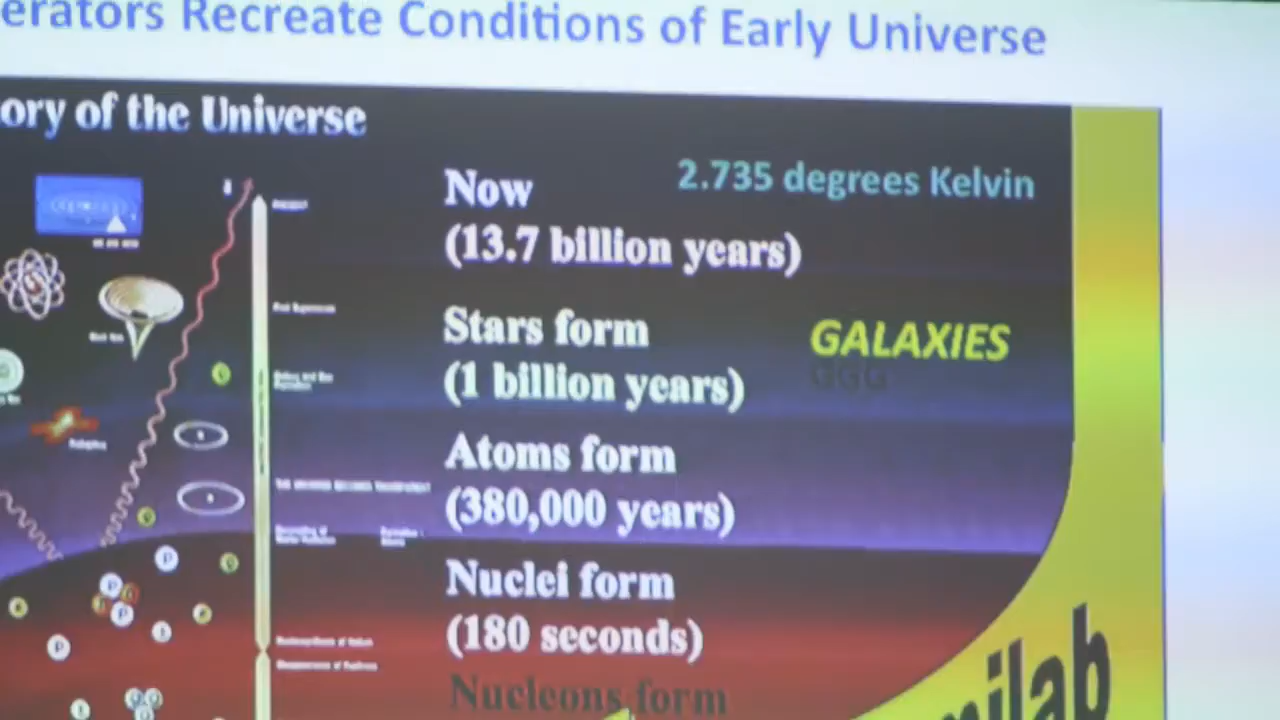 erators Recreate Conditions of Early Universe
ory of the Universe
2.735 degrees Kelvin
Now
(13.7 billion years)
Stars form
(1 billion years)
GALAXIES
GGG
Atoms form
(380,000 years)
Nuclei form
(180 seconds)
Nucleons form
milab